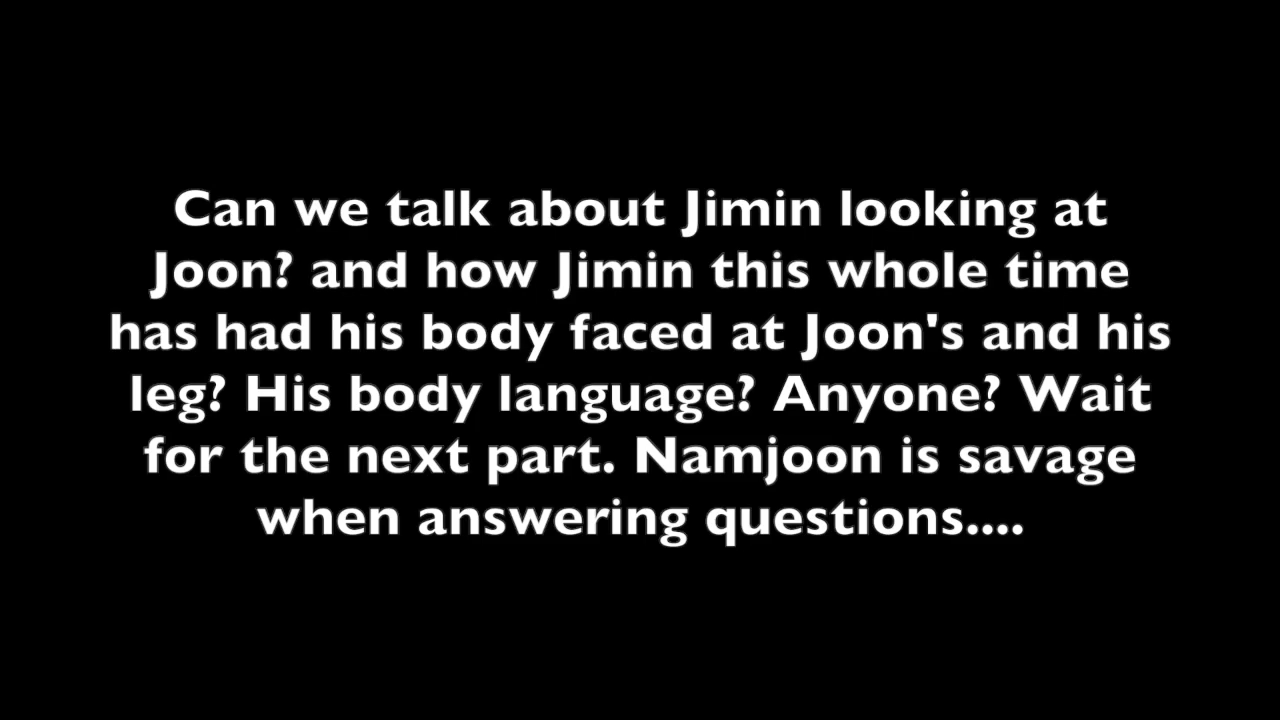 Can we talk about Jimin looking at
Joon? and how Jimin this whole time
has had his body faced at Joon's and his
leg? His body language? Anyone? Wait
for the next part. Namjoon is savage
when answering questions....